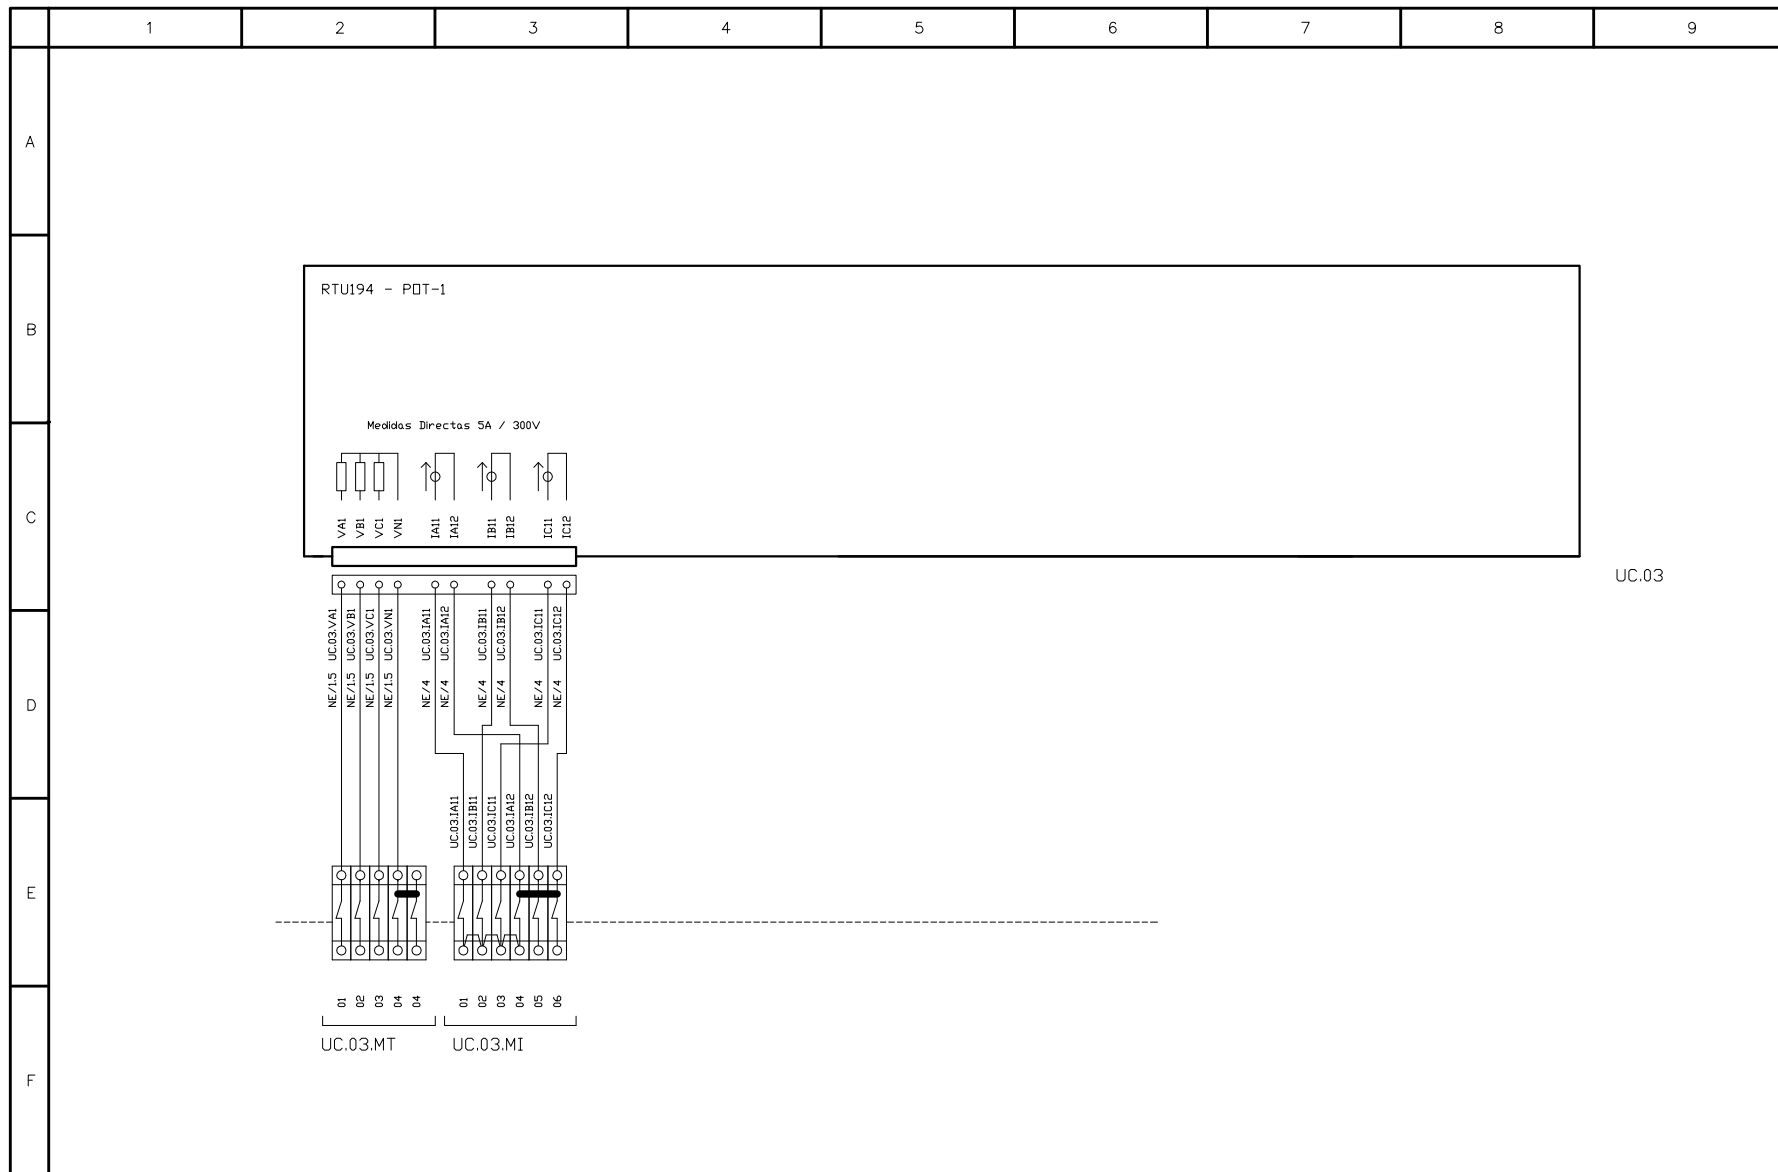 1 2 3 4 5 6 7 8 9
A
B
RTU194 - POT-1
Medidas Directas 5A / 300V
C
VA1 VB1 VC1 VN1 IA11 IA12 IB11 IB12 IC11 IC12
UC.03
UC.03.VA1 UC.03.VB1 UC.03.VC1 UC.03.VN1 UC.03.IA11 UC.03.IA12 UC.03.IB11 UC.03.IB12 UC.03.IC11 UC.03.IC12
NE/1.5 NE/1.5 NE/1.5 NE/1.5 NE/4 NE/4 NE/4 NE/4 NE/4 NE/4
D
UC.03.IA11 UC.03.IB11 UC.03.IC11 UC.03.IA12 UC.03.IB12 UC.03.IC12
E
01 02 03 04 04 01 02 03 04 05 06
UC.03.MT UC.03.MI
F